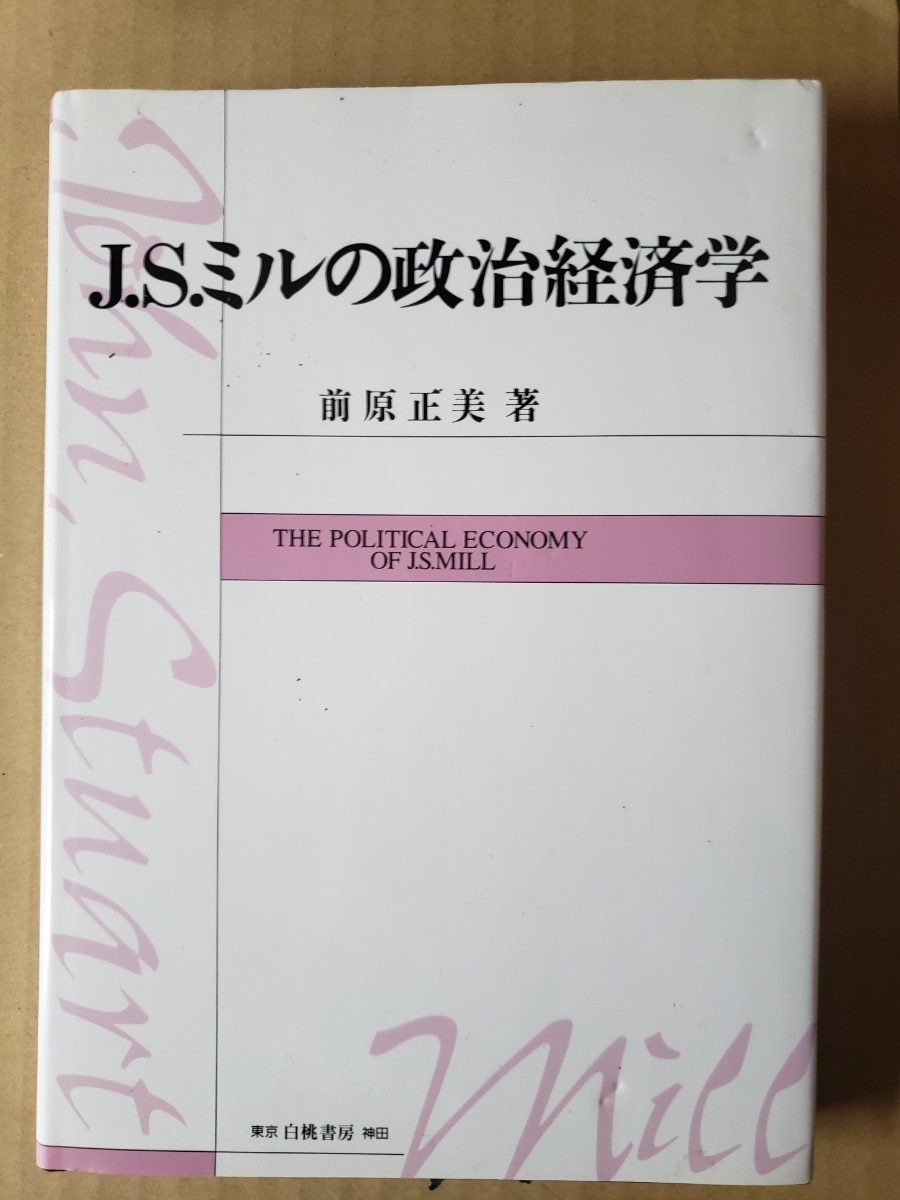 J.S.ミルの政治経済学
前原正美 著
THE POLITICAL ECONOMY
OF J.S.MILL
John, Stuart
Mill
東京 白桃書房 神田